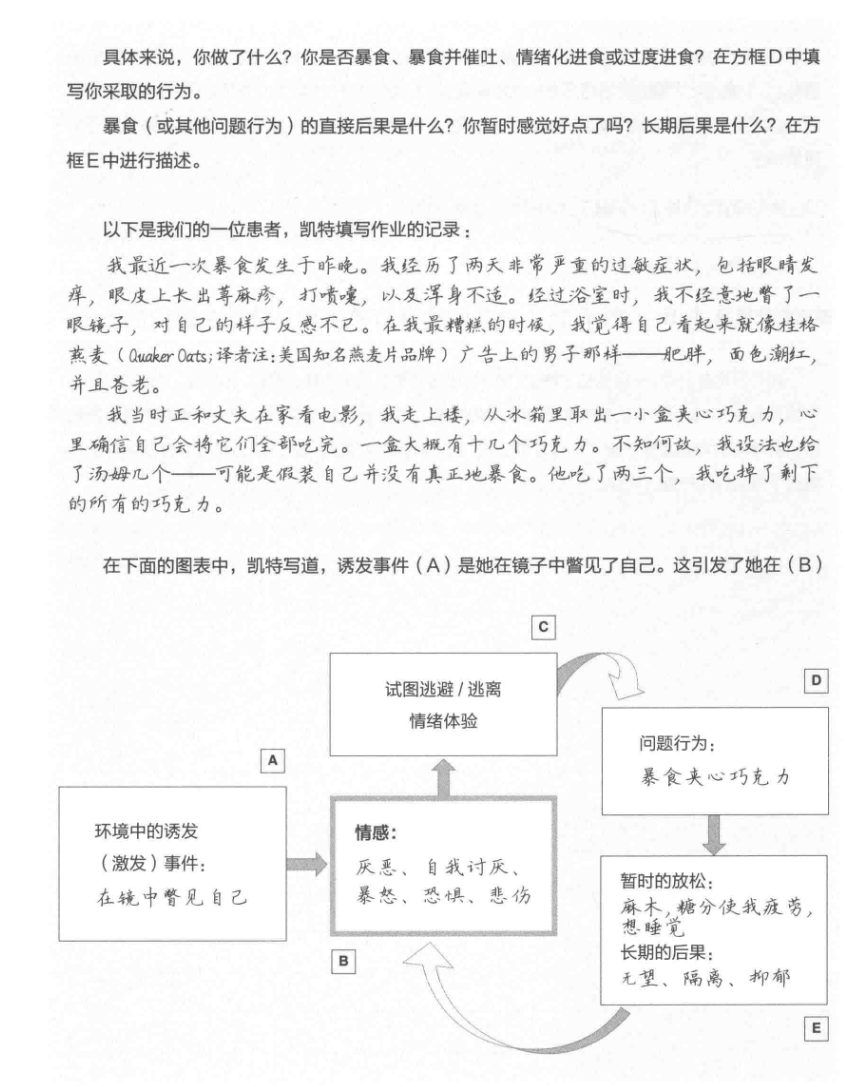 具体来说，你做了什么？你是否暴食、暴食并催吐、情绪化进食或过度进食？在方框D中填
写你采取的行为。
暴食（或其他问题行为）的直接后果是什么？你暂时感觉好点了吗？长期后果是什么？在方
框E中进行描述。
以下是我们的一位患者，凯特填写作业的记录：
我最近一次暴食发生于昨晚。我经历了两天非常严重的过敏症状，包括眼睛发
痒，眼皮上长出荨麻疹，打喷嚏，以及浑身不适。经过浴室时，我不经意地瞥了一
眼镜子，对自己的样子反感不已。在我最糟糕的时候，我觉得自己看起来就像桂格
燕麦（Quaker Oats；译者注：美国知名燕麦片品牌）广告上的男子那样——肥胖，面色潮红，
并且苍老。
我当时正和丈夫在家看电影，我走上楼，从冰箱里取出一小盒夹心巧克力，心
里确信自己会将它们全部吃完。一盒大概有十几个巧克力。不知何故，我设法也给
了汤姆几个——可能是假装自己并没有真正地暴食。他吃了两三个，我吃掉了剩下
的所有的巧克力。
在下面的图表中，凯特写道，诱发事件（A）是她在镜子中瞥见了自己。这引发了她在（B）
C
试图逃避 / 逃离
情绪体验
D
问题行为：
暴食夹心巧克力
A
环境中的诱发
（激发）事件：
在镜中瞥见自己
情感：
厌恶、自我讨厌、
暴怒、恐惧、悲伤
B
暂时的放松：
麻木，糖分使我疲劳，
想睡觉
长期的后果：
无望、隔离、抑郁
E